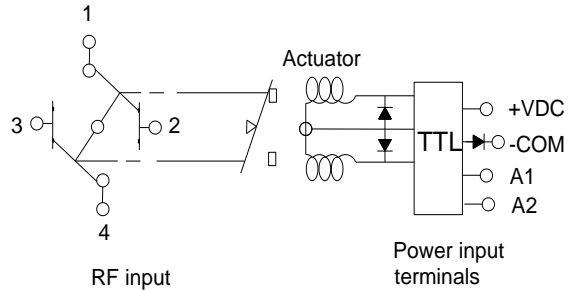 1
Actuator
3
2
+VDC
TTL
-COM
A1
4
A2
RF input
Power input
terminals